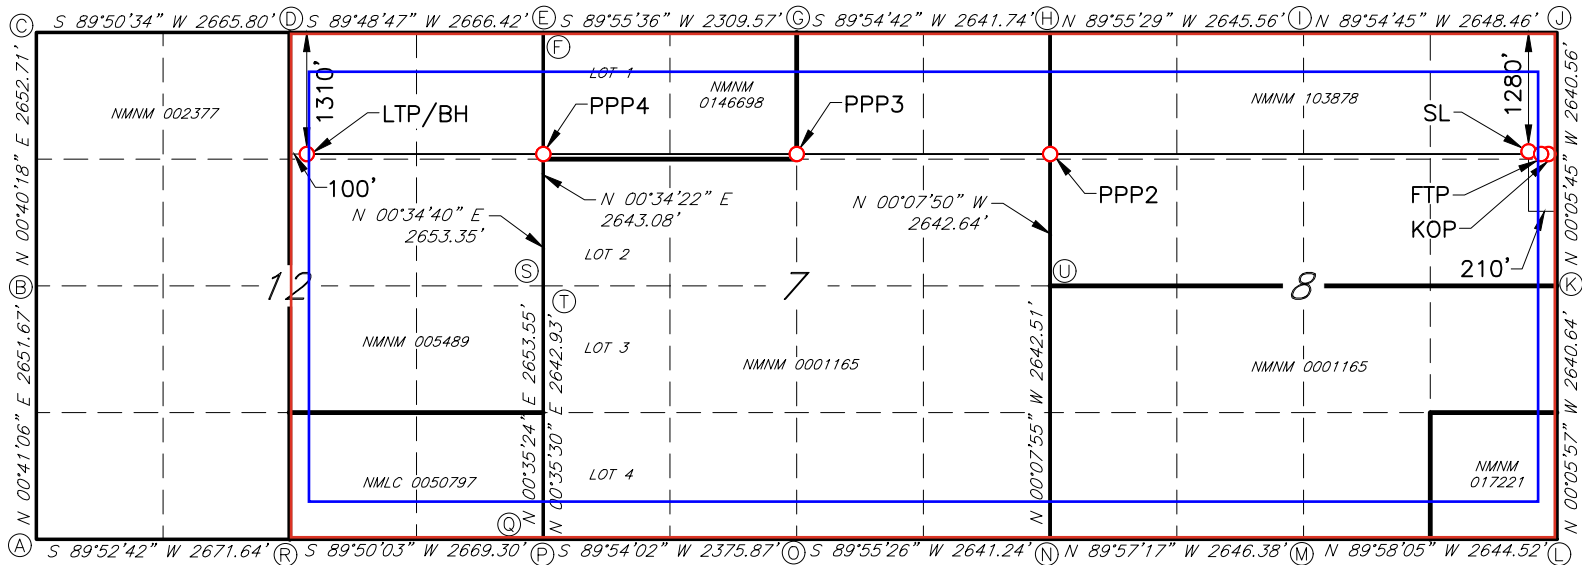 C S 89°50'34" W 2665.80' D S 89°48'47" W 2666.42' E S 89°55'36" W 2309.57' G S 89°54'42" W 2641.74' H N 89°55'29" W 2645.56' I N 89°54'45" W 2648.46' J
F
N 00°40'18" E 2652.71'
1310'
LOT 1
NMNM
0146698
NMNM 002377
NMNM 103878
1280'
N 00°05'45" W 2640.56'
LTP/BH
PPP4
PPP3
SL
100'
PPP2
FTP
KOP
210'
N 00°34'40" E
2653.35'
N 00°34'22" E
2643.08'
N 00°07'50" W
2642.64'
LOT 2
S
U
B
12
7
8
K
T
N 00°41'06" E 2651.67'
NMNM 005489
N 00°35'24" E 2653.55'
N 00°35'30" E 2642.93'
LOT 3
NMNM 0001165
N 00°07'55" W 2642.51'
NMNM 0001165
N 00°05'57" W 2640.64'
NMLC 0050797
LOT 4
NMNM
017221
Q
A S 89°52'42" W 2671.64' R S 89°50'03" W 2669.30' P S 89°54'02" W 2375.87' O S 89°55'26" W 2641.24' N N 89°57'17" W 2646.38' M N 89°58'05" W 2644.52' L